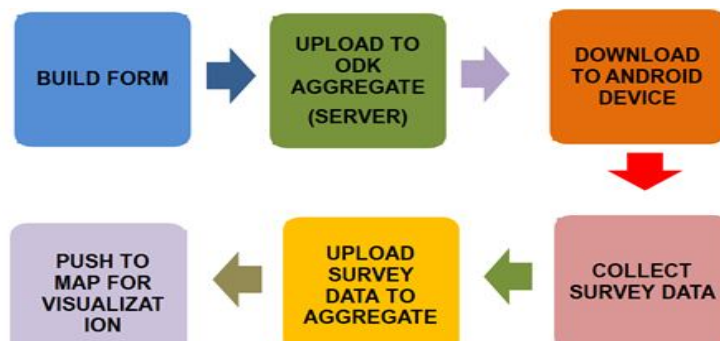 BUILD FORM
UPLOAD TO
ODK
AGGREGATE
(SERVER)
DOWNLOAD
TO ANDROID
DEVICE
COLLECT
SURVEY DATA
UPLOAD
SURVEY
DATA TO
AGGREGATE
PUSH TO
MAP FOR
VISUALIZAT
ION